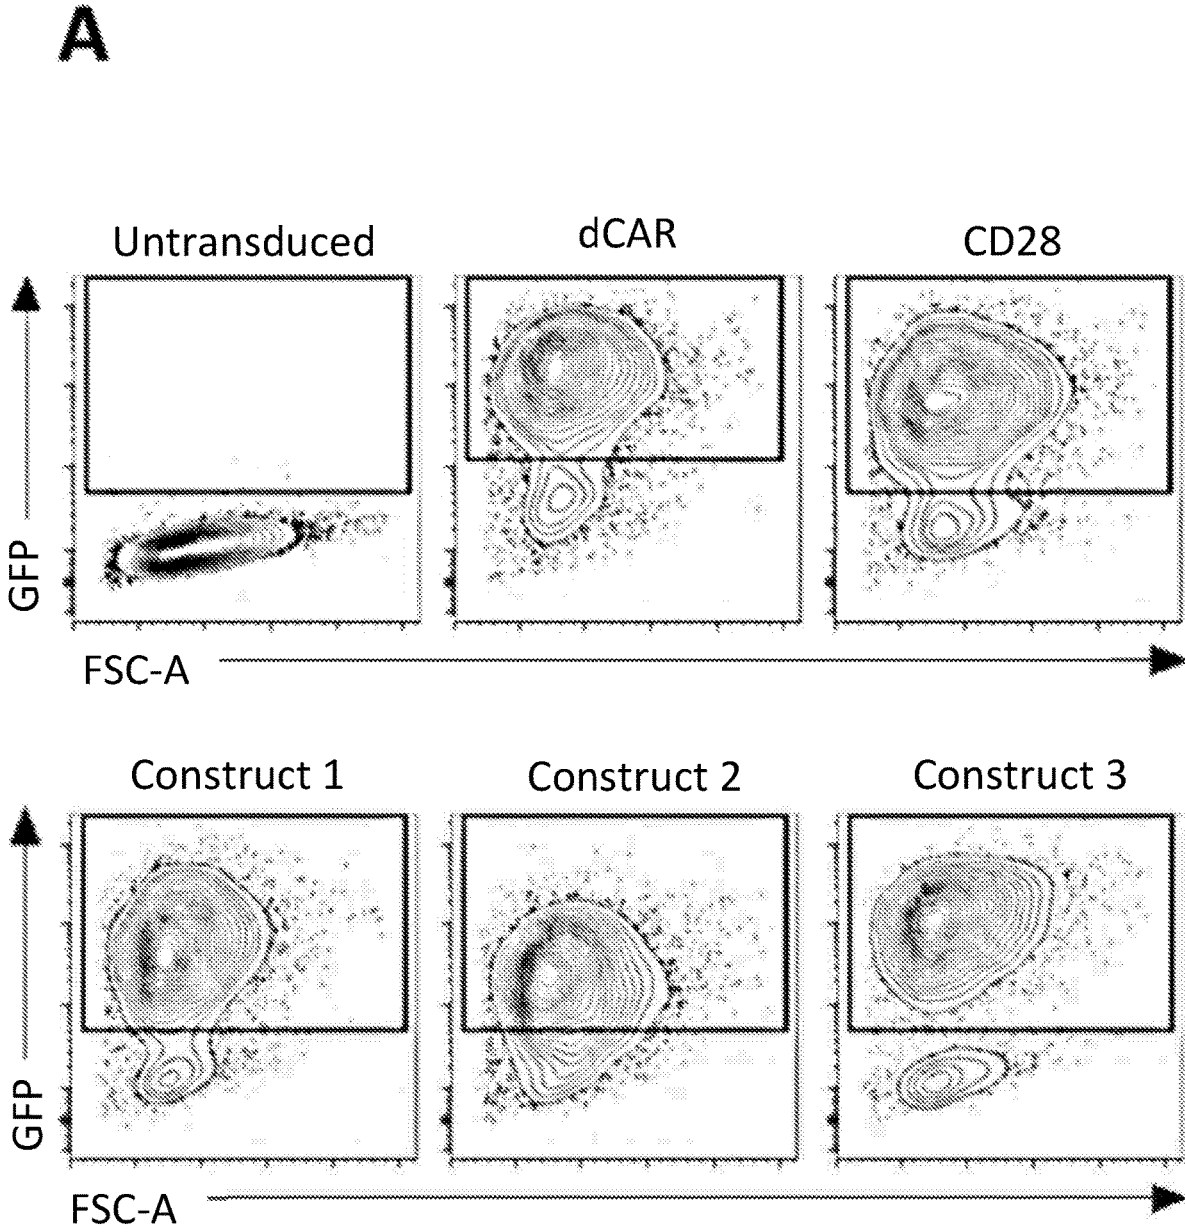 A
Untransduced
dCAR
CD28
GFP
FSC-A
Construct 1
Construct 2
Construct 3
GFP
FSC-A